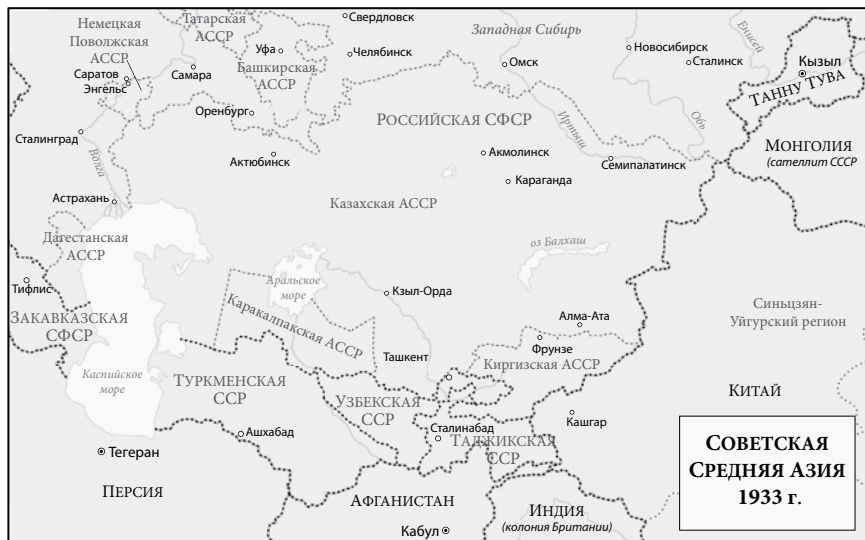 Немецкая
Поволжская
АССР
Татарская
АССР
Свердловск
Западная Сибирь
Енисей
Уфа
Челябинск
Новосибирск
Сталинск
Кызыл
Саратов
Энгельс
Самара
Башкирская
АССР
Омск
ТАННУ ТУВА
Оренбург
РОССИЙСКАЯ СФСР
Иртыш
Обь
Сталинград
Волга
Актюбинск
Акмолинск
Семипалатинск
МОНГОЛИЯ
(сателлит СССР
Караганда
Астрахань
Казахская АССР
Дагестанская
АССР
оз Балхаш
Тифлис
Аральское
море
Кзыл-Орда
ЗАКАВКАЗСКАЯ
СФСР
Каракалпакская АССР
Алма-Ата
Синьцзян-
Уйгурский регион
Фрунзе
Ташкент
Киргизская АССР
Каспийское
море
ТУРКМЕНСКАЯ
ССР
УЗБЕКСКАЯ
ССР
КИТАЙ
Ашхабад
Сталинабад
Кашгар
ТАДЖИКСКАЯ
ССР
Тегеран
ПЕРСИЯ
АФГАНИСТАН
Кабул
ИНДИЯ
(колония Британии)
СОВЕТСКАЯ
СРЕДНЯЯ АЗИЯ
1933 г.